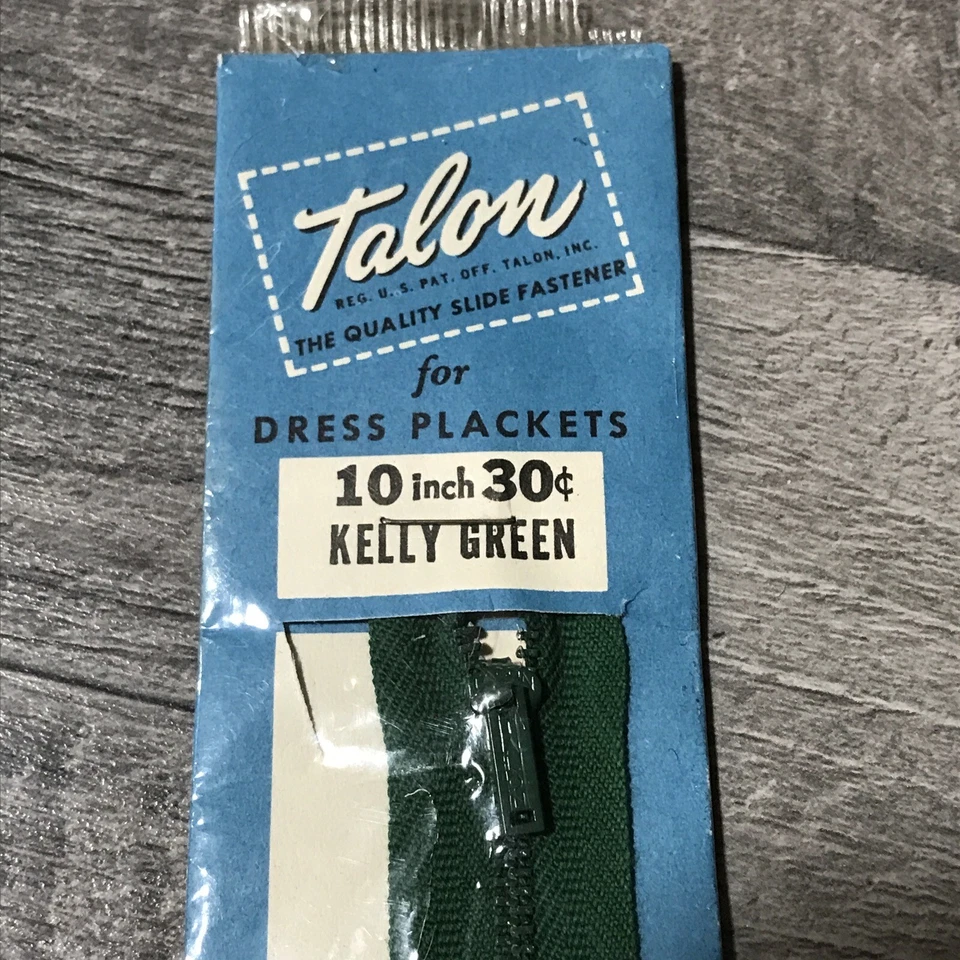 Talon
REG. U.S. PAT. OFF. TALON, INC.
THE QUALITY SLIDE FASTENER
for
DRESS PLACKETS
10 inch 30¢
KELLY GREEN